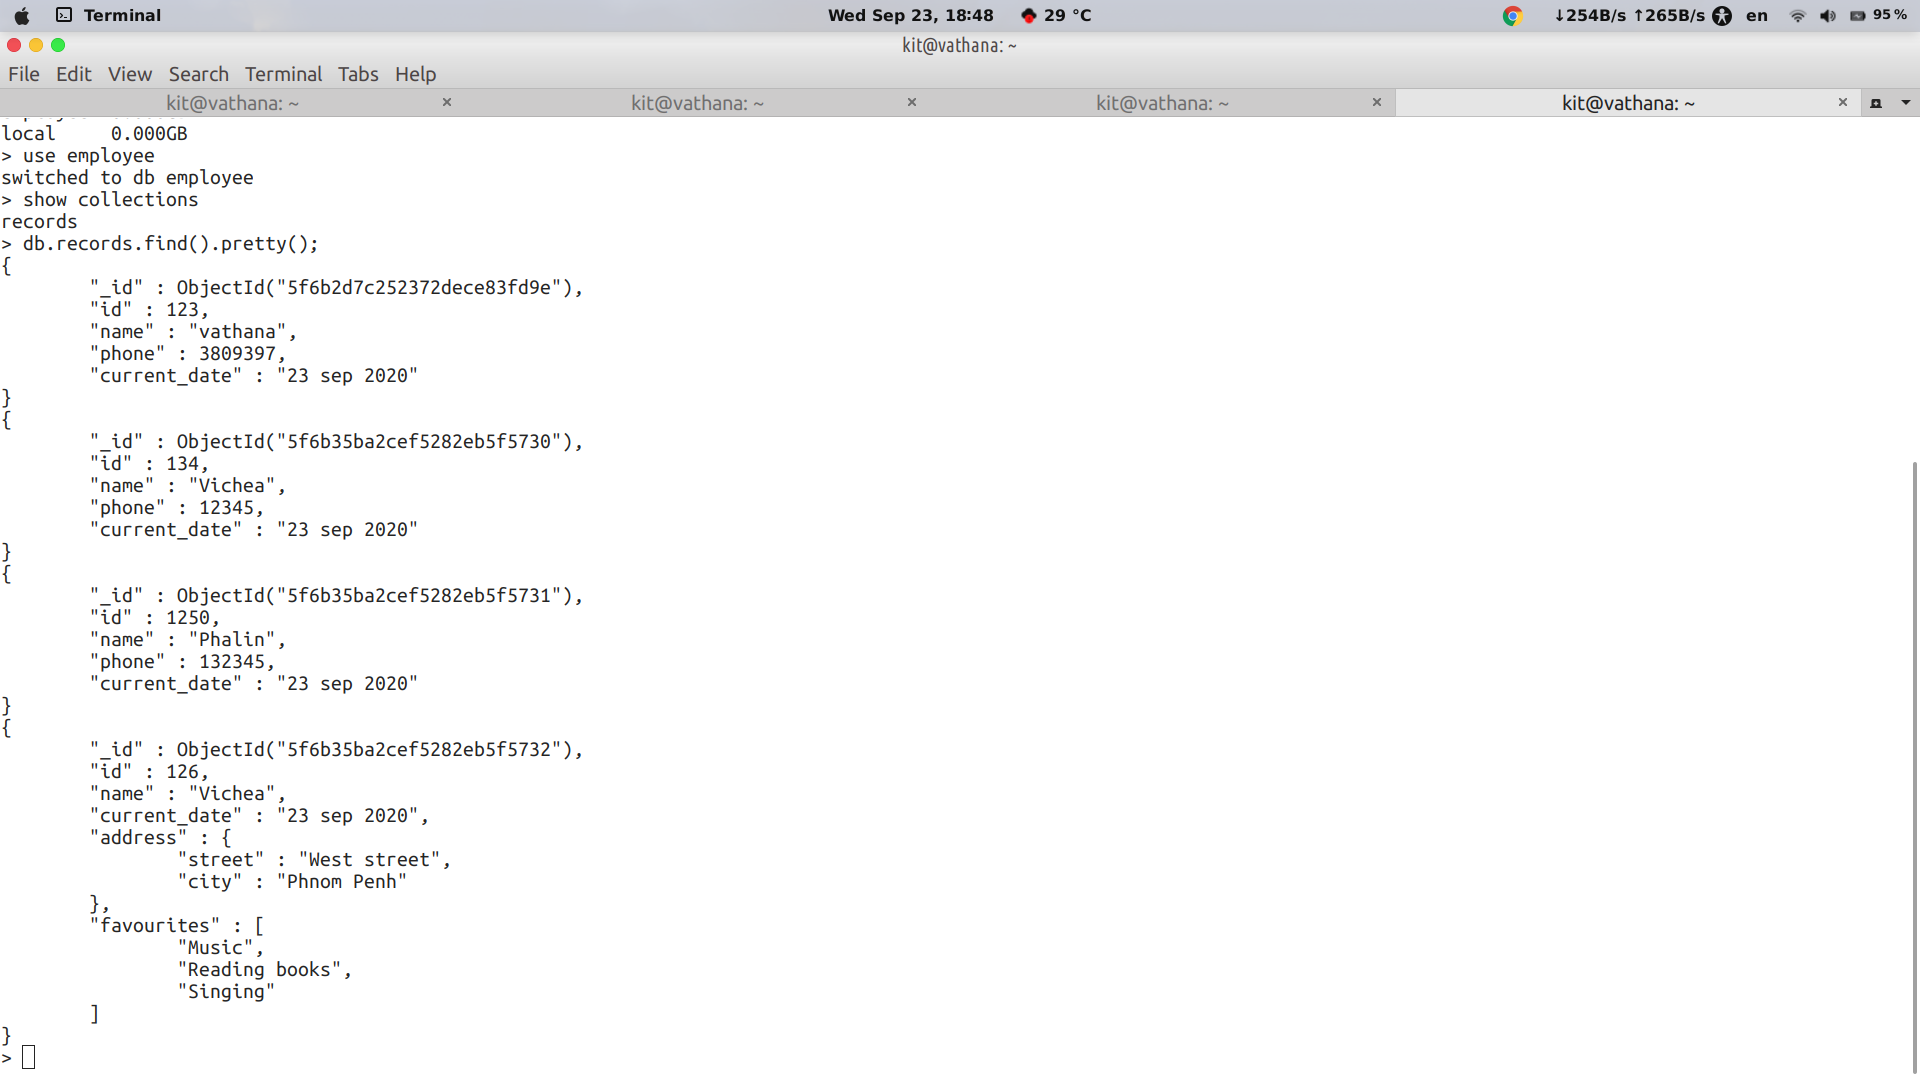 Terminal
Wed Sep 23, 18:48
29 °C
↓254B/s ↑265B/s
en
95 %
kit@vathana: ~
File Edit View Search Terminal Tabs Help
kit@vathana: ~ × kit@vathana: ~ × kit@vathana: ~ × kit@vathana: ~ ×
local     0.000GB
> use employee
switched to db employee
> show collections
records
> db.records.find().pretty();
{
        "_id" : ObjectId("5f6b2d7c252372dece83fd9e"),
        "id" : 123,
        "name" : "vathana",
        "phone" : 3809397,
        "current_date" : "23 sep 2020"
}
{
        "_id" : ObjectId("5f6b35ba2cef5282eb5f5730"),
        "id" : 134,
        "name" : "Vichea",
        "phone" : 12345,
        "current_date" : "23 sep 2020"
}
{
        "_id" : ObjectId("5f6b35ba2cef5282eb5f5731"),
        "id" : 1250,
        "name" : "Phalin",
        "phone" : 132345,
        "current_date" : "23 sep 2020"
}
{
        "_id" : ObjectId("5f6b35ba2cef5282eb5f5732"),
        "id" : 126,
        "name" : "Vichea",
        "current_date" : "23 sep 2020",
        "address" : {
                "street" : "West street",
                "city" : "Phnom Penh"
        },
        "favourites" : [
                "Music",
                "Reading books",
                "Singing"
        ]
}
>